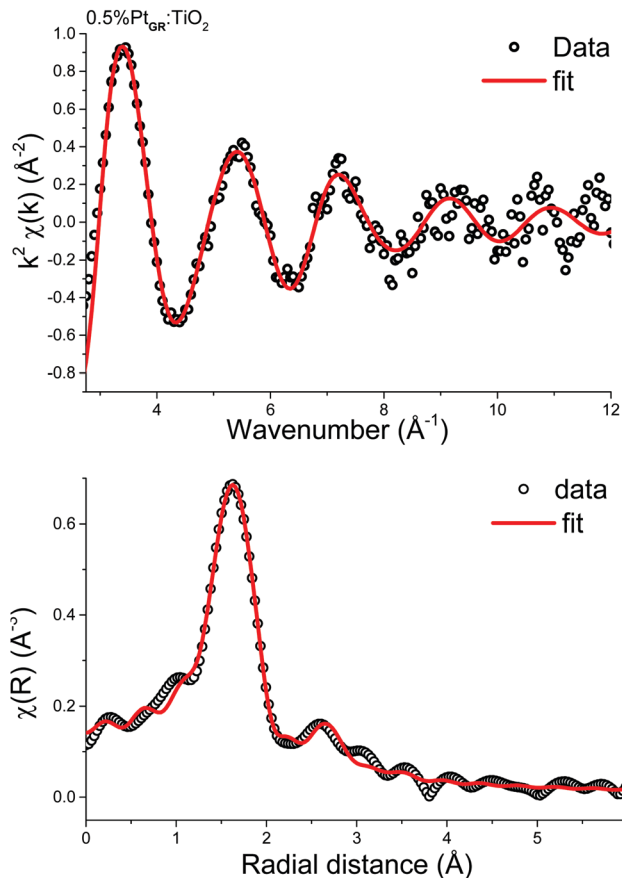 0.5%Pt_GR:TiO₂
Data
fit
1.0
0.8
0.6
0.4
0.2
0.0
-0.2
-0.4
-0.6
-0.8
k² χ(k) (Å⁻²)
4 6 8 10 12
Wavenumber (Å⁻¹)
data
fit
0.6
0.4
0.2
0.0
χ(R) (A⁻³)
0 1 2 3 4 5
Radial distance (Å)